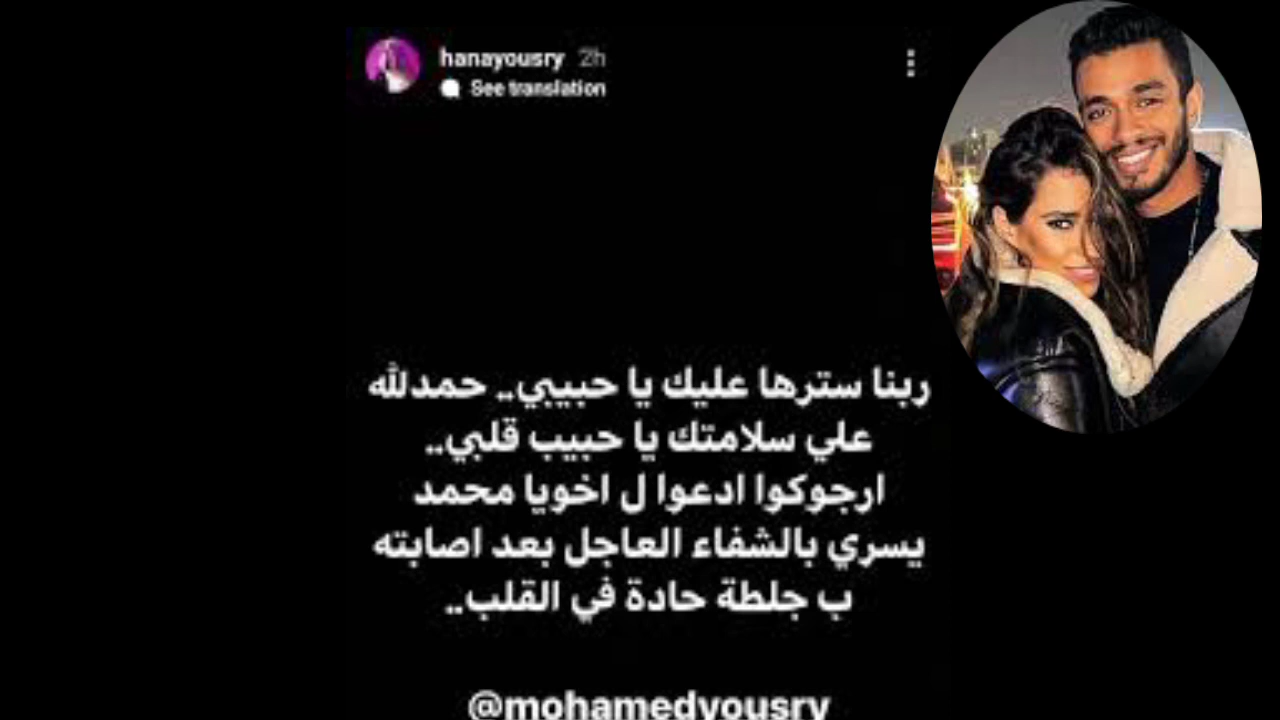 hanayousry 2h
See translation
ربنا سترها عليك يا حبيبي.. حمدلله
علي سلامتك يا حبيب قلبي..
ارجوكوا ادعوا ل اخويا محمد
يسري بالشفاء العاجل بعد اصابته
ب جلطة حادة في القلب..
@mohamedyousry